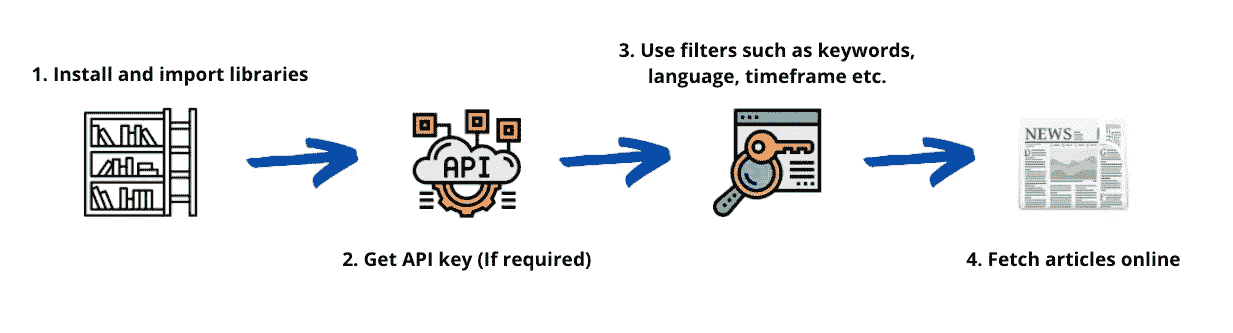 1. Install and import libraries
API
2. Get API key (If required)
3. Use filters such as keywords,
language, timeframe etc.
NEWS
4. Fetch articles online